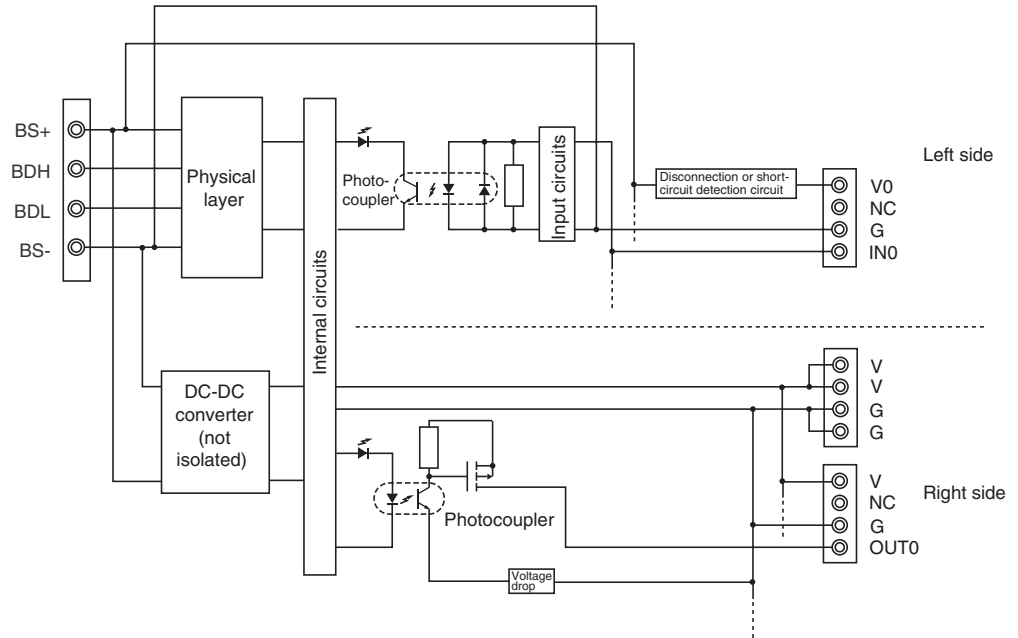 BS+
BDH
BDL
BS-
Physical
layer
Internal circuits
Photo-
coupler
Input circuits
Disconnection or short-
circuit detection circuit
Left side
V0
NC
G
IN0
DC-DC
converter
(not
isolated)
Photocoupler
Voltage
drop
V
V
G
G
V
NC
G
OUT0
Right side